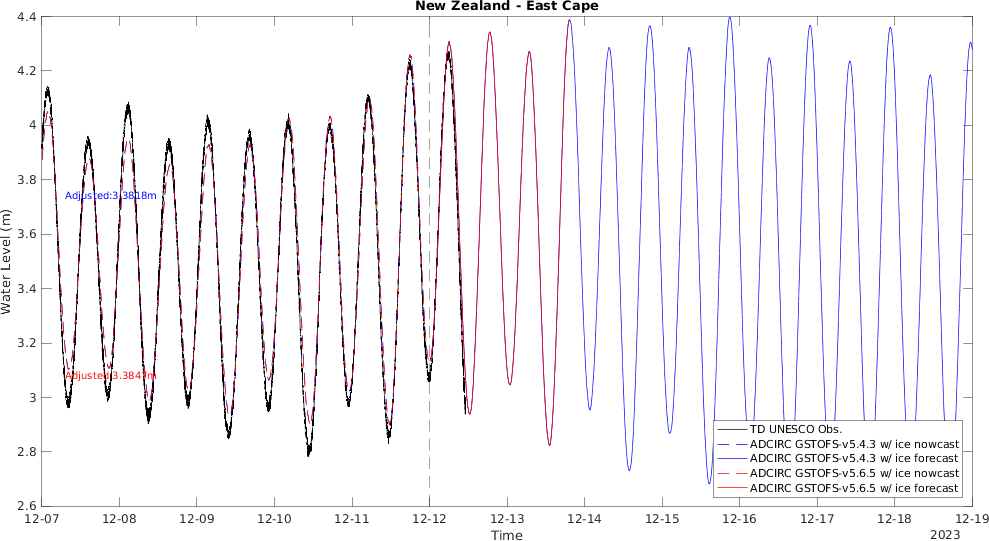 New Zealand - East Cape
4.4
4.2
4
3.8
3.6
3.4
3.2
3
2.8
2.6
Water Level (m)
Adjusted:3.3818m
Adjusted:3.3847m
TD UNESCO Obs.
ADCIRC GSTOFS-v5.4.3 w/ ice nowcast
ADCIRC GSTOFS-v5.4.3 w/ ice forecast
ADCIRC GSTOFS-v5.6.5 w/ ice nowcast
ADCIRC GSTOFS-v5.6.5 w/ ice forecast
12-07 12-08 12-09 12-10 12-11 12-12 12-13 12-14 12-15 12-16 12-17 12-18 12-19
Time
2023